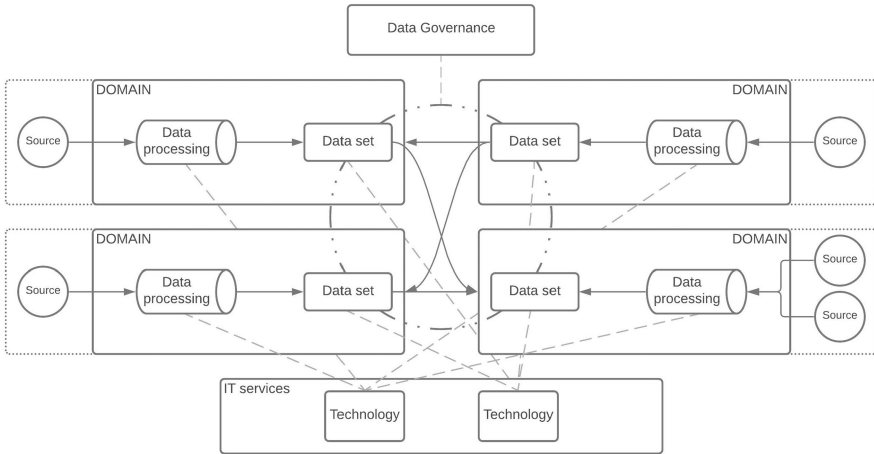 Data Governance
DOMAIN
DOMAIN
Source
Data
processing
Data set
Data set
Data
processing
Source
DOMAIN
DOMAIN
Source
Data
processing
Data set
Data set
Data
processing
Source
Source
IT services
Technology
Technology